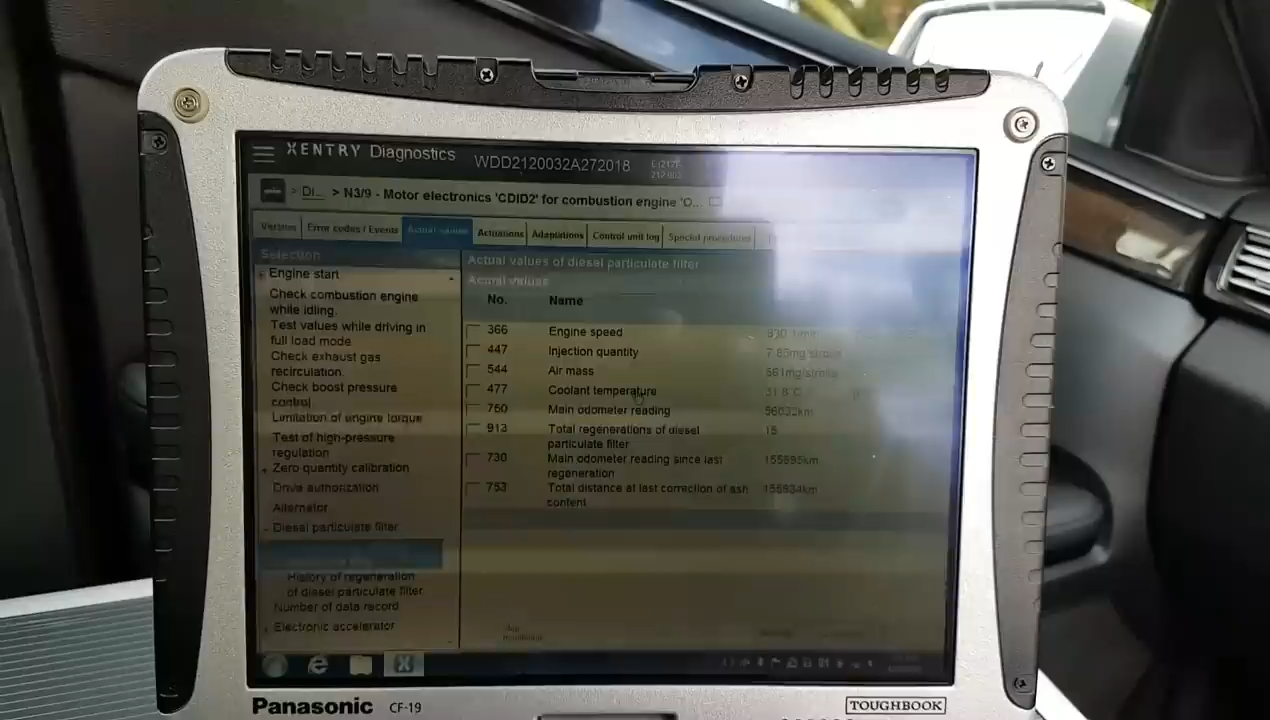 XENTRY Diagnostics
WDD2120032A272018
> Di... > N3/9 - Motor electronics 'CDID2' for combustion engine 'O...
Versions Error codes / Events Actual values Actuations Adaptations Control unit log Special procedures
Selection
Engine start
Check combustion engine
while idling.
Test values while driving in
full load mode
Check exhaust gas
recirculation.
Check boost pressure
control.
Limitation of engine torque
Test of high-pressure
regulation
Zero quantity calibration
Drive authorization
Alternator
Diesel particulate filter
History of regeneration
of diesel particulate filter
Number of data record
Electronic accelerator
Actual values of diesel particulate filter
Actual values
No. Name
366 Engine speed
447 Injection quantity
544 Air mass
477 Coolant temperature
760 Main odometer reading
913 Total regenerations of diesel
particulate filter 15
730 Main odometer reading since last
regeneration
753 Total distance at last correction of ash
content
Panasonic CF-19 TOUGHBOOK